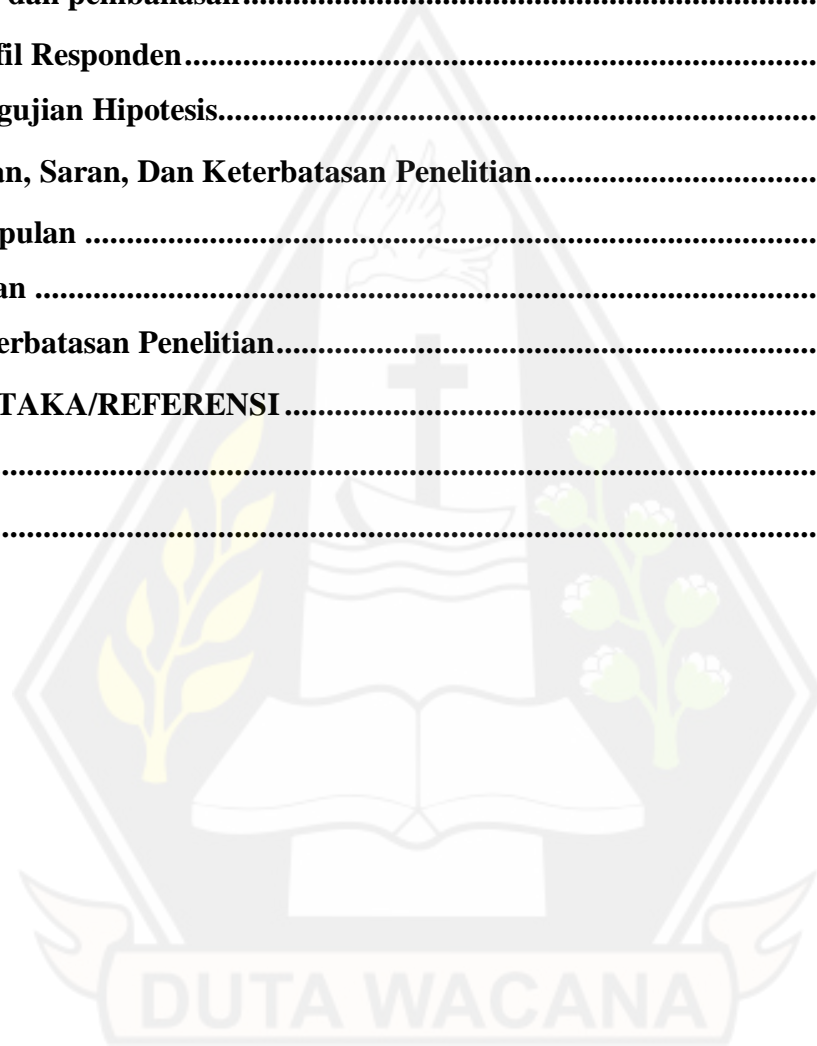 dan pembahasan................................................................................
fil Responden................................................................................
gujian Hipotesis................................................................................
an, Saran, Dan Keterbatasan Penelitian................................................
pulan ................................................................................
an ................................................................................
erbatasan Penelitian................................................................................
TAKA/REFERENSI................................................................................
................................................................................
................................................................................
DUTA WACANA